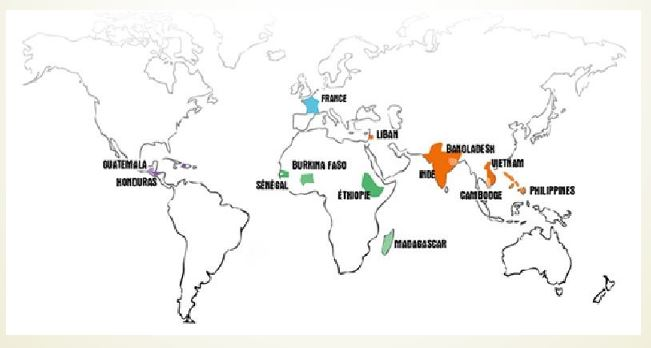 FRANCE
LIBAN
BANGLADESH
GUATEMALA
BURKINA FASO
VIETNAM
INDE
HONDURAS
SÉNÉGAL
ÉTHIOPIE
CAMBODGE
PHILIPPINES
MADAGASCAR